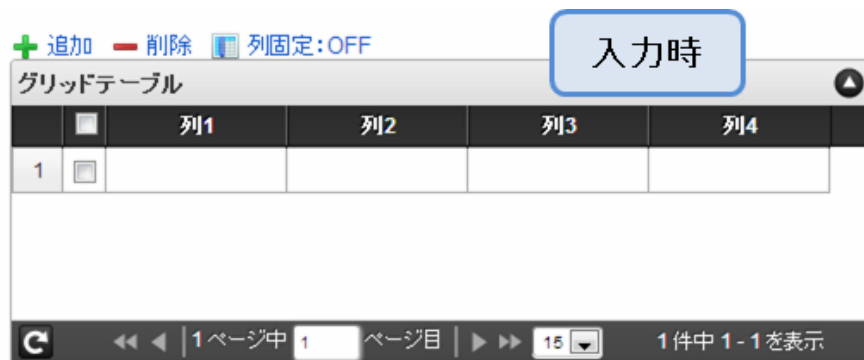 追加 削除 列固定:OFF
入力時
グリッドテーブル
列1 列2 列3 列4
1
1ページ中 1 ページ目 15 1件中 1 - 1 を表示